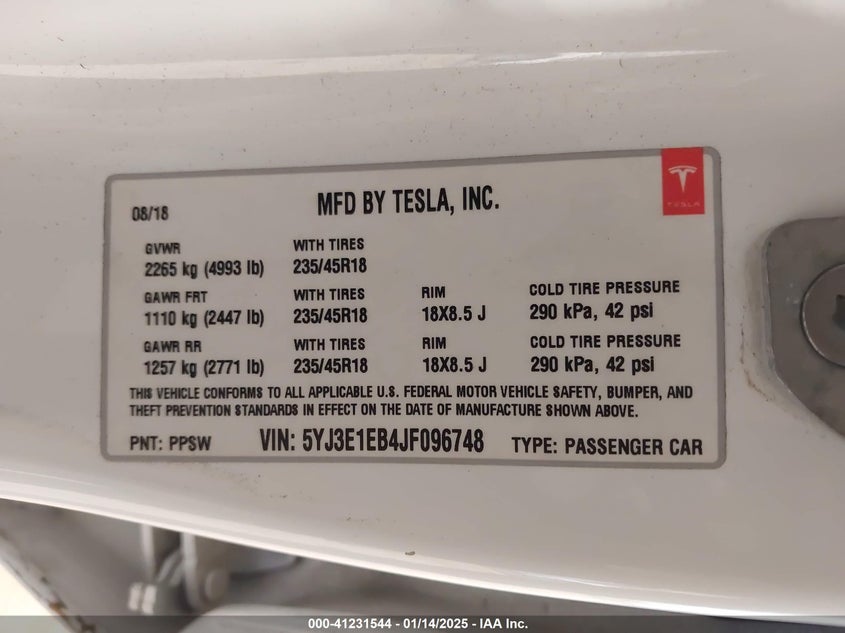 08/18 MFD BY TESLA, INC.
TESLA
GVWR WITH TIRES
2265 kg (4993 lb) 235/45R18
GAWR FRT WITH TIRES RIM COLD TIRE PRESSURE
1110 kg (2447 lb) 235/45R18 18X8.5 J 290 kPa, 42 psi
GAWR RR WITH TIRES RIM COLD TIRE PRESSURE
1257 kg (2771 lb) 235/45R18 18X8.5 J 290 kPa, 42 psi
THIS VEHICLE CONFORMS TO ALL APPLICABLE U.S. FEDERAL MOTOR VEHICLE SAFETY, BUMPER, AND
THEFT PREVENTION STANDARDS IN EFFECT ON THE DATE OF MANUFACTURE SHOWN ABOVE.
PNT: PPSW VIN: 5YJ3E1EB4JF096748 TYPE: PASSENGER CAR
000-41231544 — 01/14/2025 — IAA Inc.